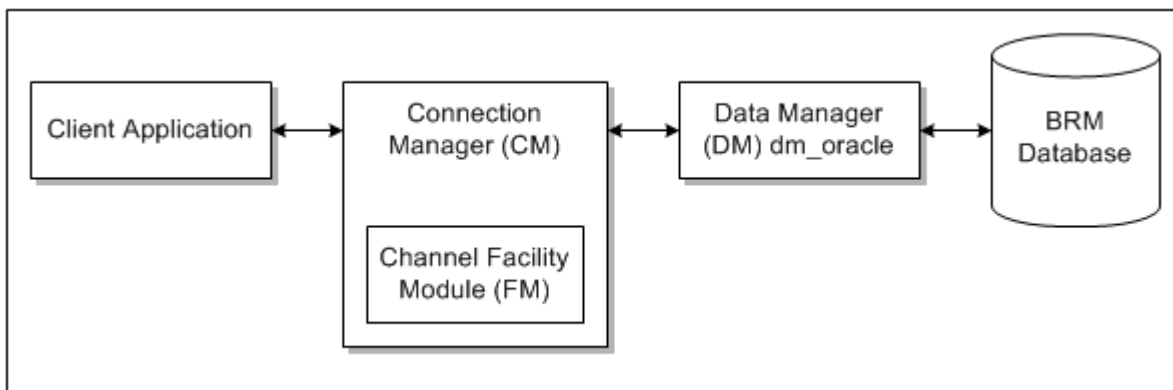 Client Application
Connection
Manager (CM)
Channel Facility
Module (FM)
Data Manager
(DM) dm_oracle
BRM
Database